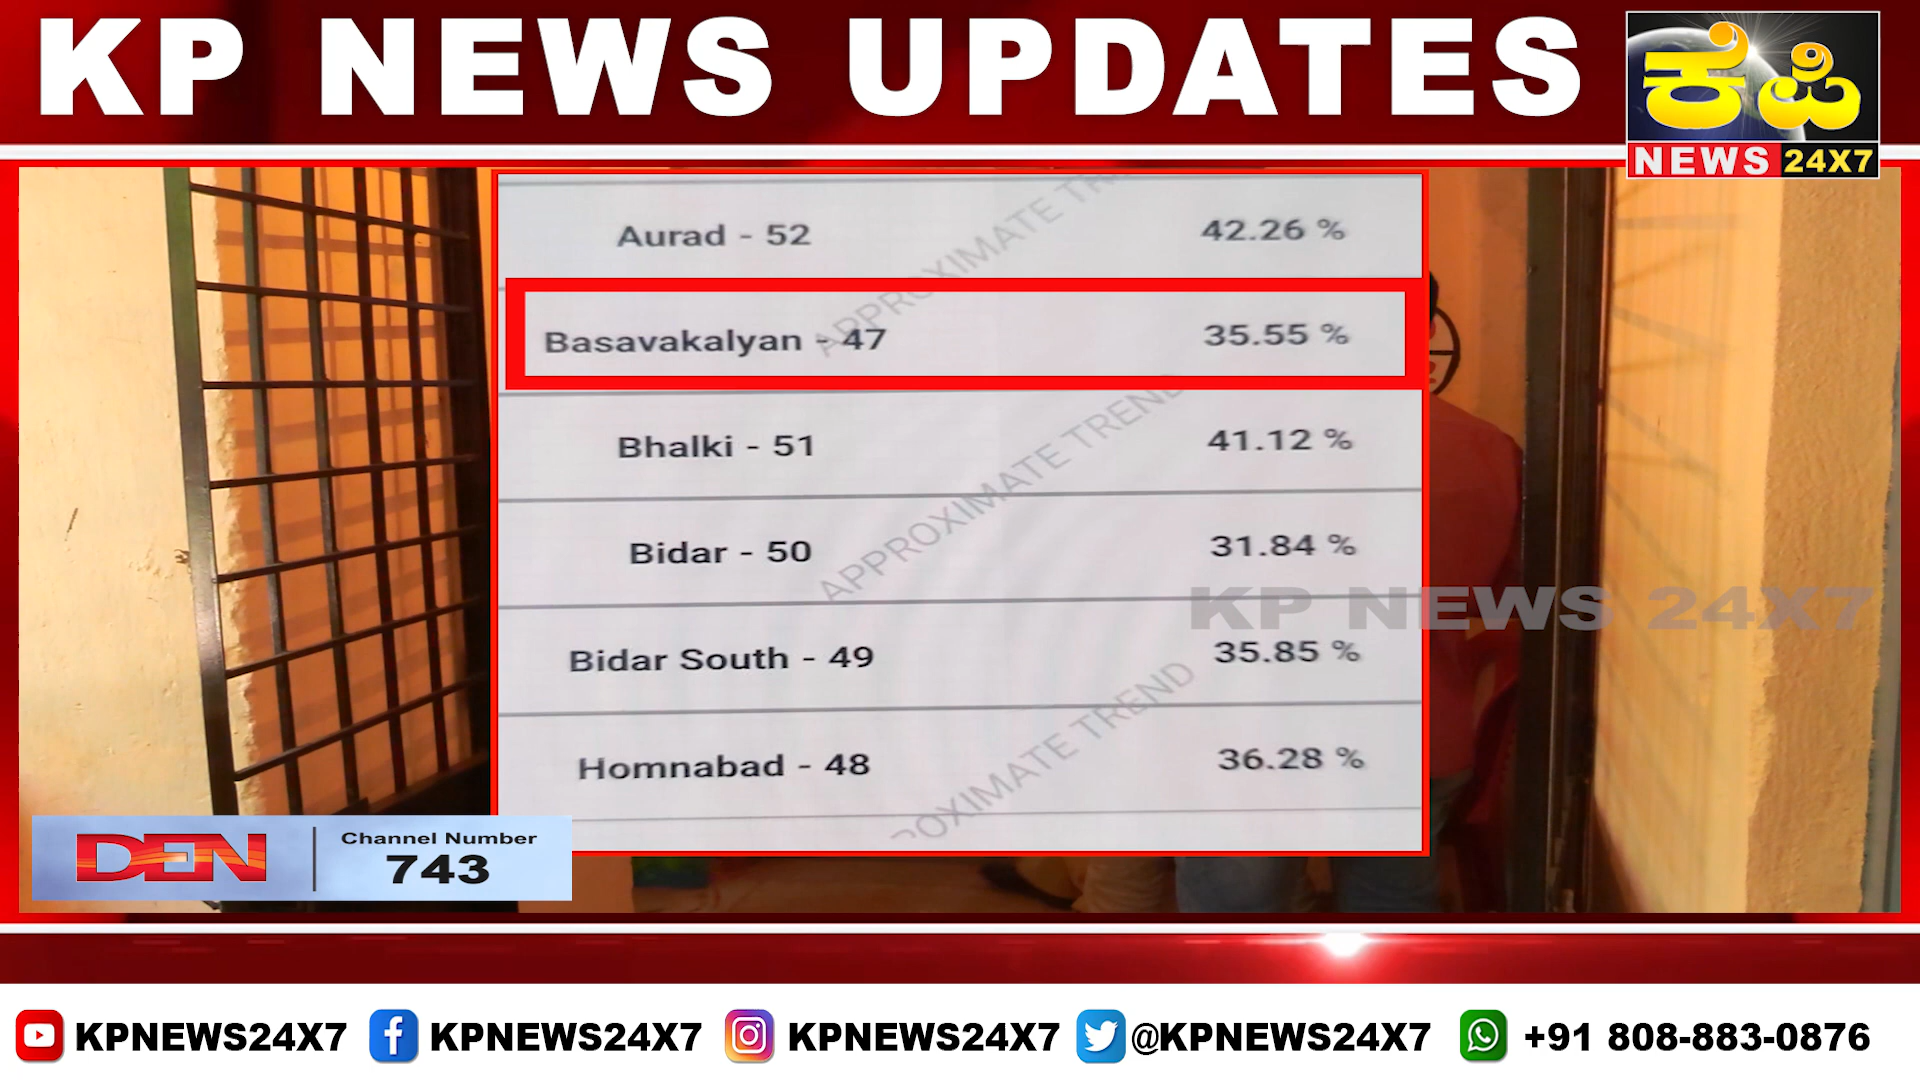 KP NEWS UPDATES
ಕೆಪಿ
NEWS 24X7
Aurad - 52 42.26 %
Basavakalyan - 47 35.55 %
Bhalki - 51 41.12 %
Bidar - 50 31.84 %
Bidar South - 49 35.85 %
Homnabad - 48 36.28 %
APPROXIMATE TREND
APPROXIMATE TREND
KP NEWS 24X7
DEN Channel Number
743
KPNEWS24X7 KPNEWS24X7 KPNEWS24X7 @KPNEWS24X7 +91 808-883-0876